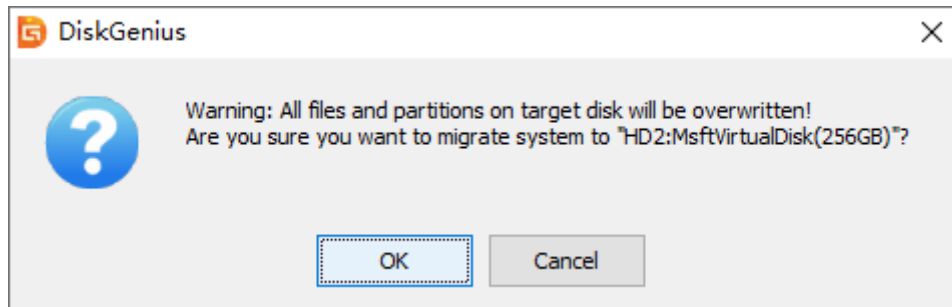 DiskGenius
Warning: All files and partitions on target disk will be overwritten!
Are you sure you want to migrate system to "HD2:MsftVirtualDisk(256GB)"?
OK
Cancel